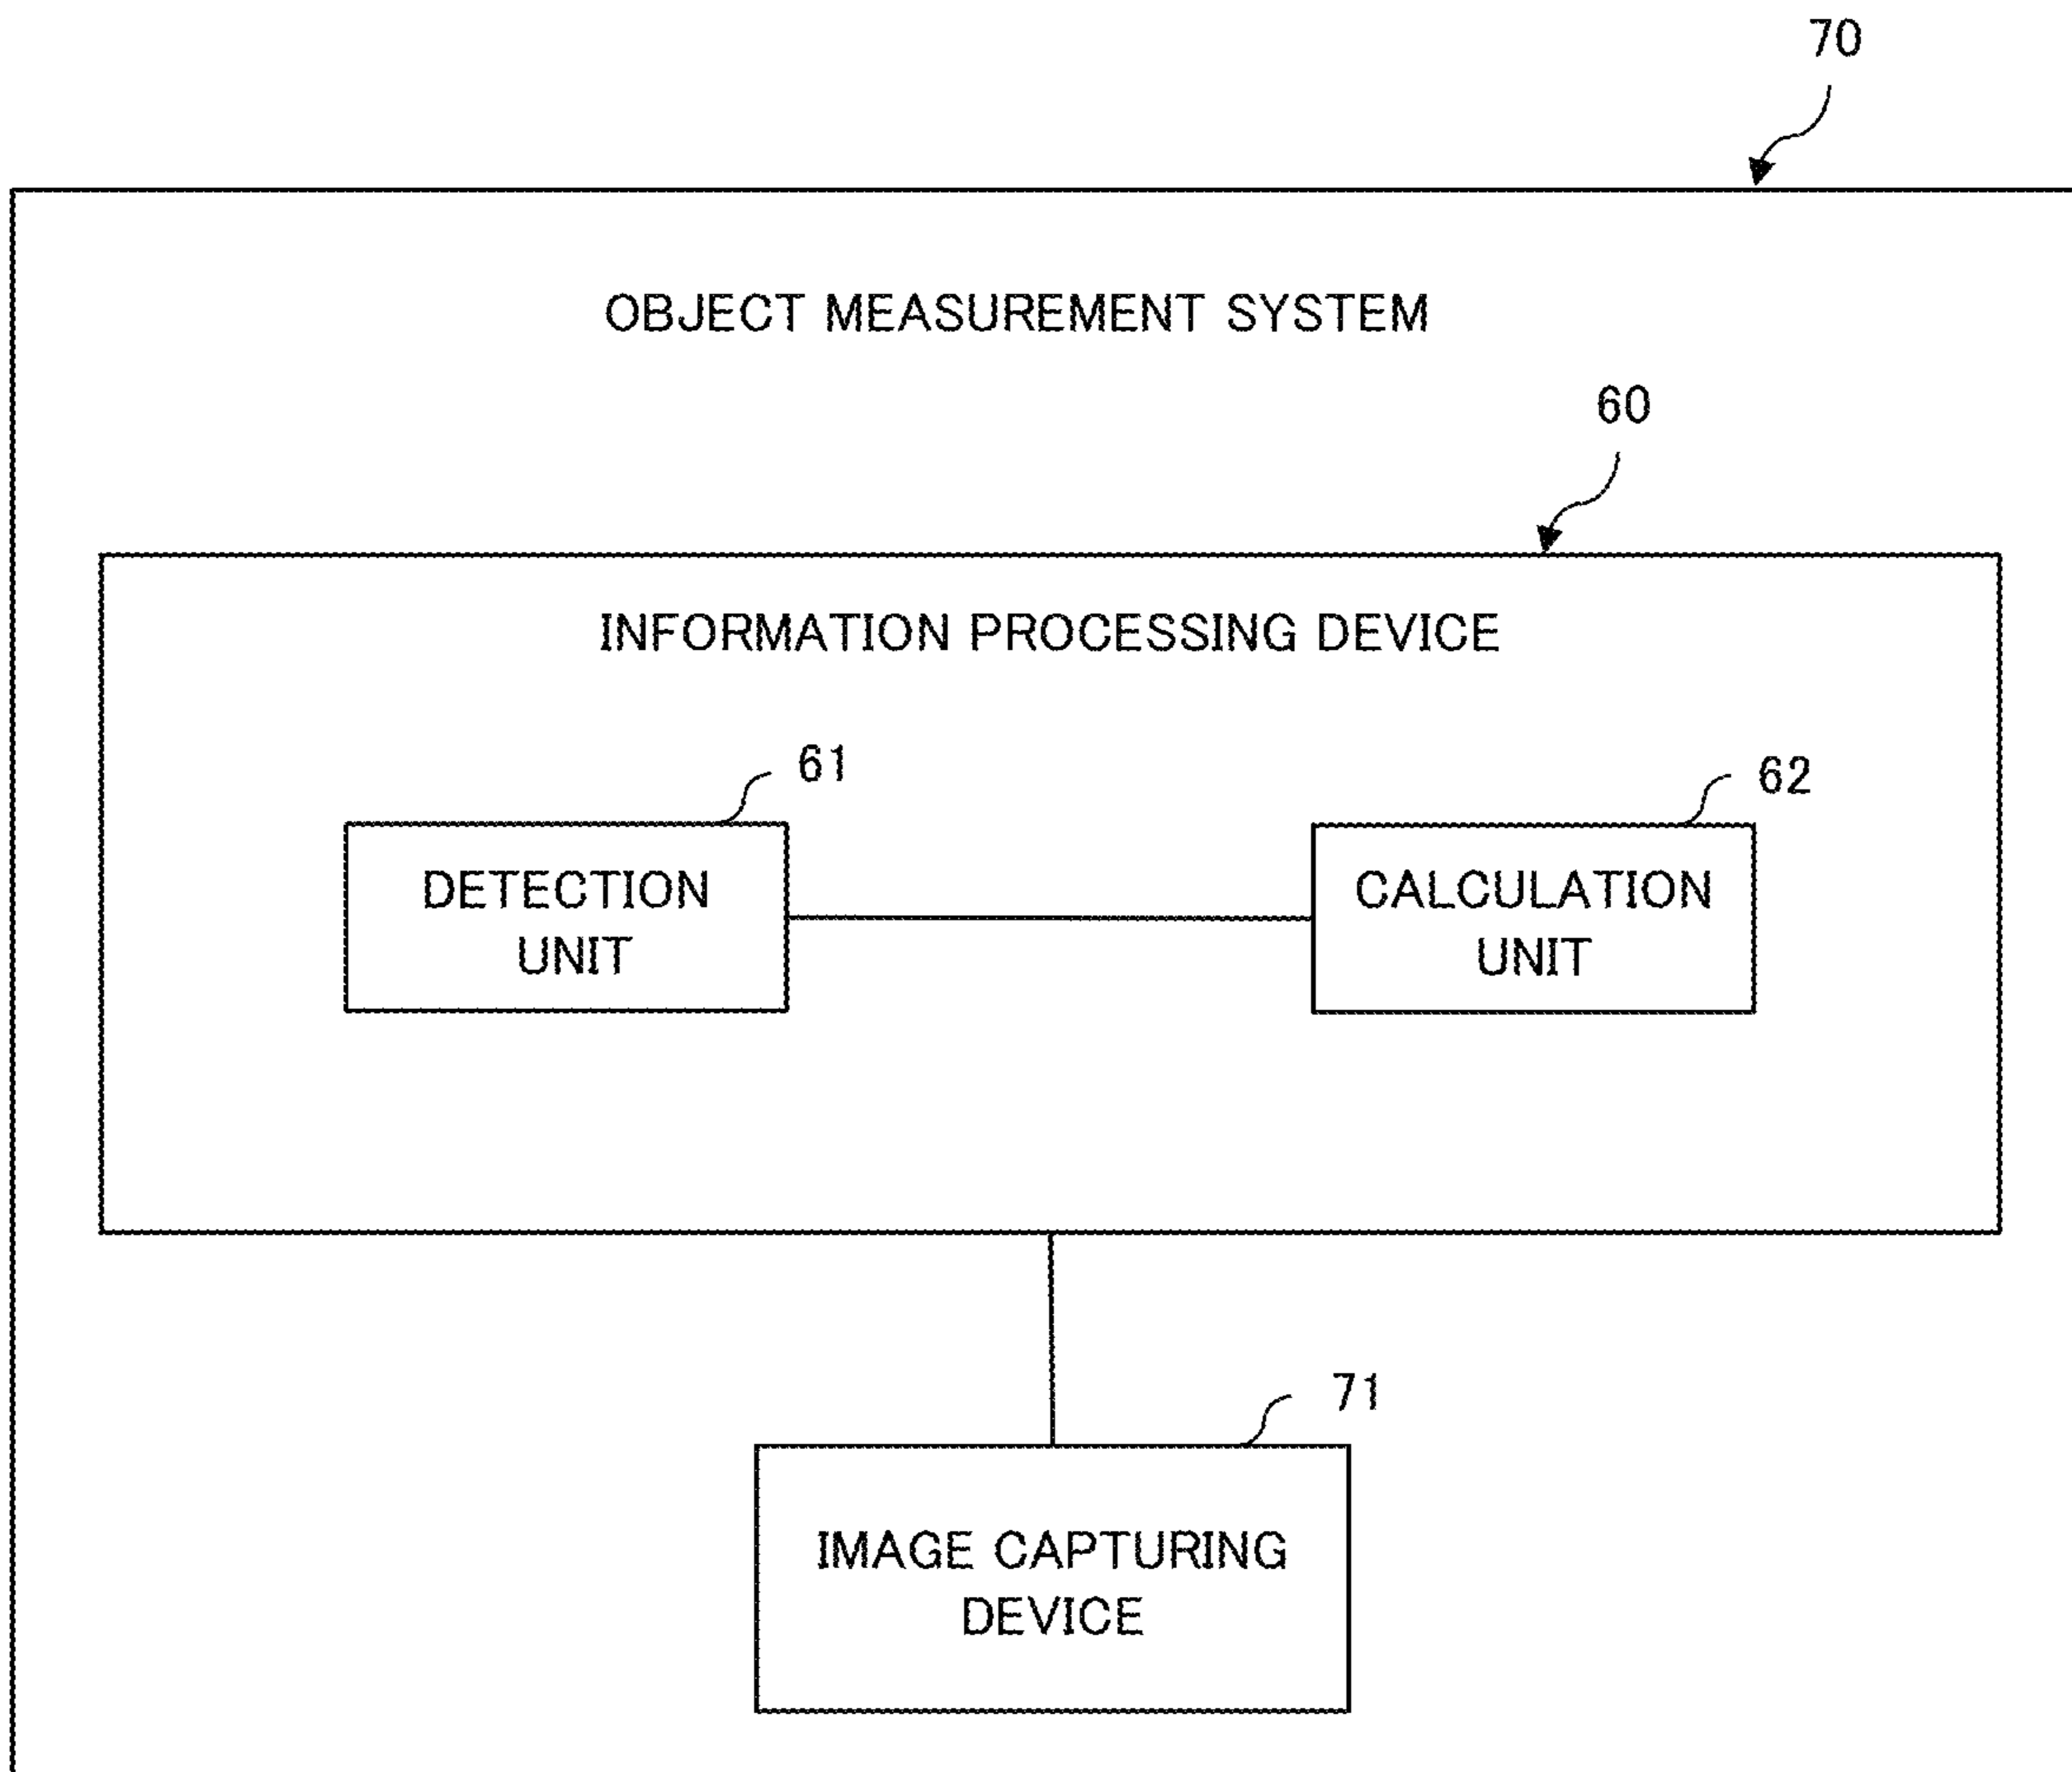 70
OBJECT MEASUREMENT SYSTEM
60
INFORMATION PROCESSING DEVICE
61
62
DETECTION
UNIT
CALCULATION
UNIT
71
IMAGE CAPTURING
DEVICE